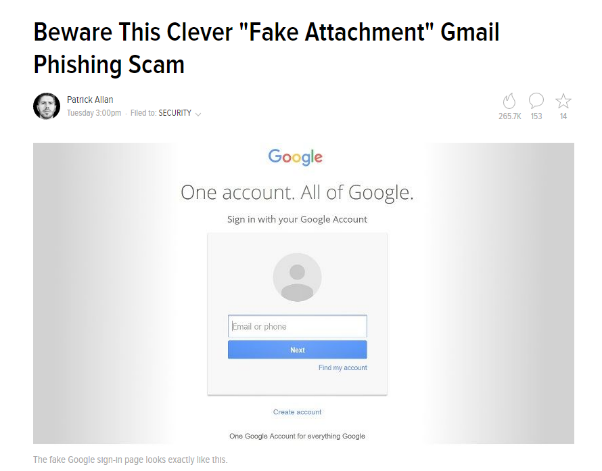 Beware This Clever "Fake Attachment" Gmail
Phishing Scam
Patrick Allan
Tuesday 3:00pm · Filed to: SECURITY
265.7K 153 14
Google
One account. All of Google.
Sign in with your Google Account
Email or phone
Next
Find my account
Create account
One Google Account for everything Google
The fake Google sign-in page looks exactly like this.